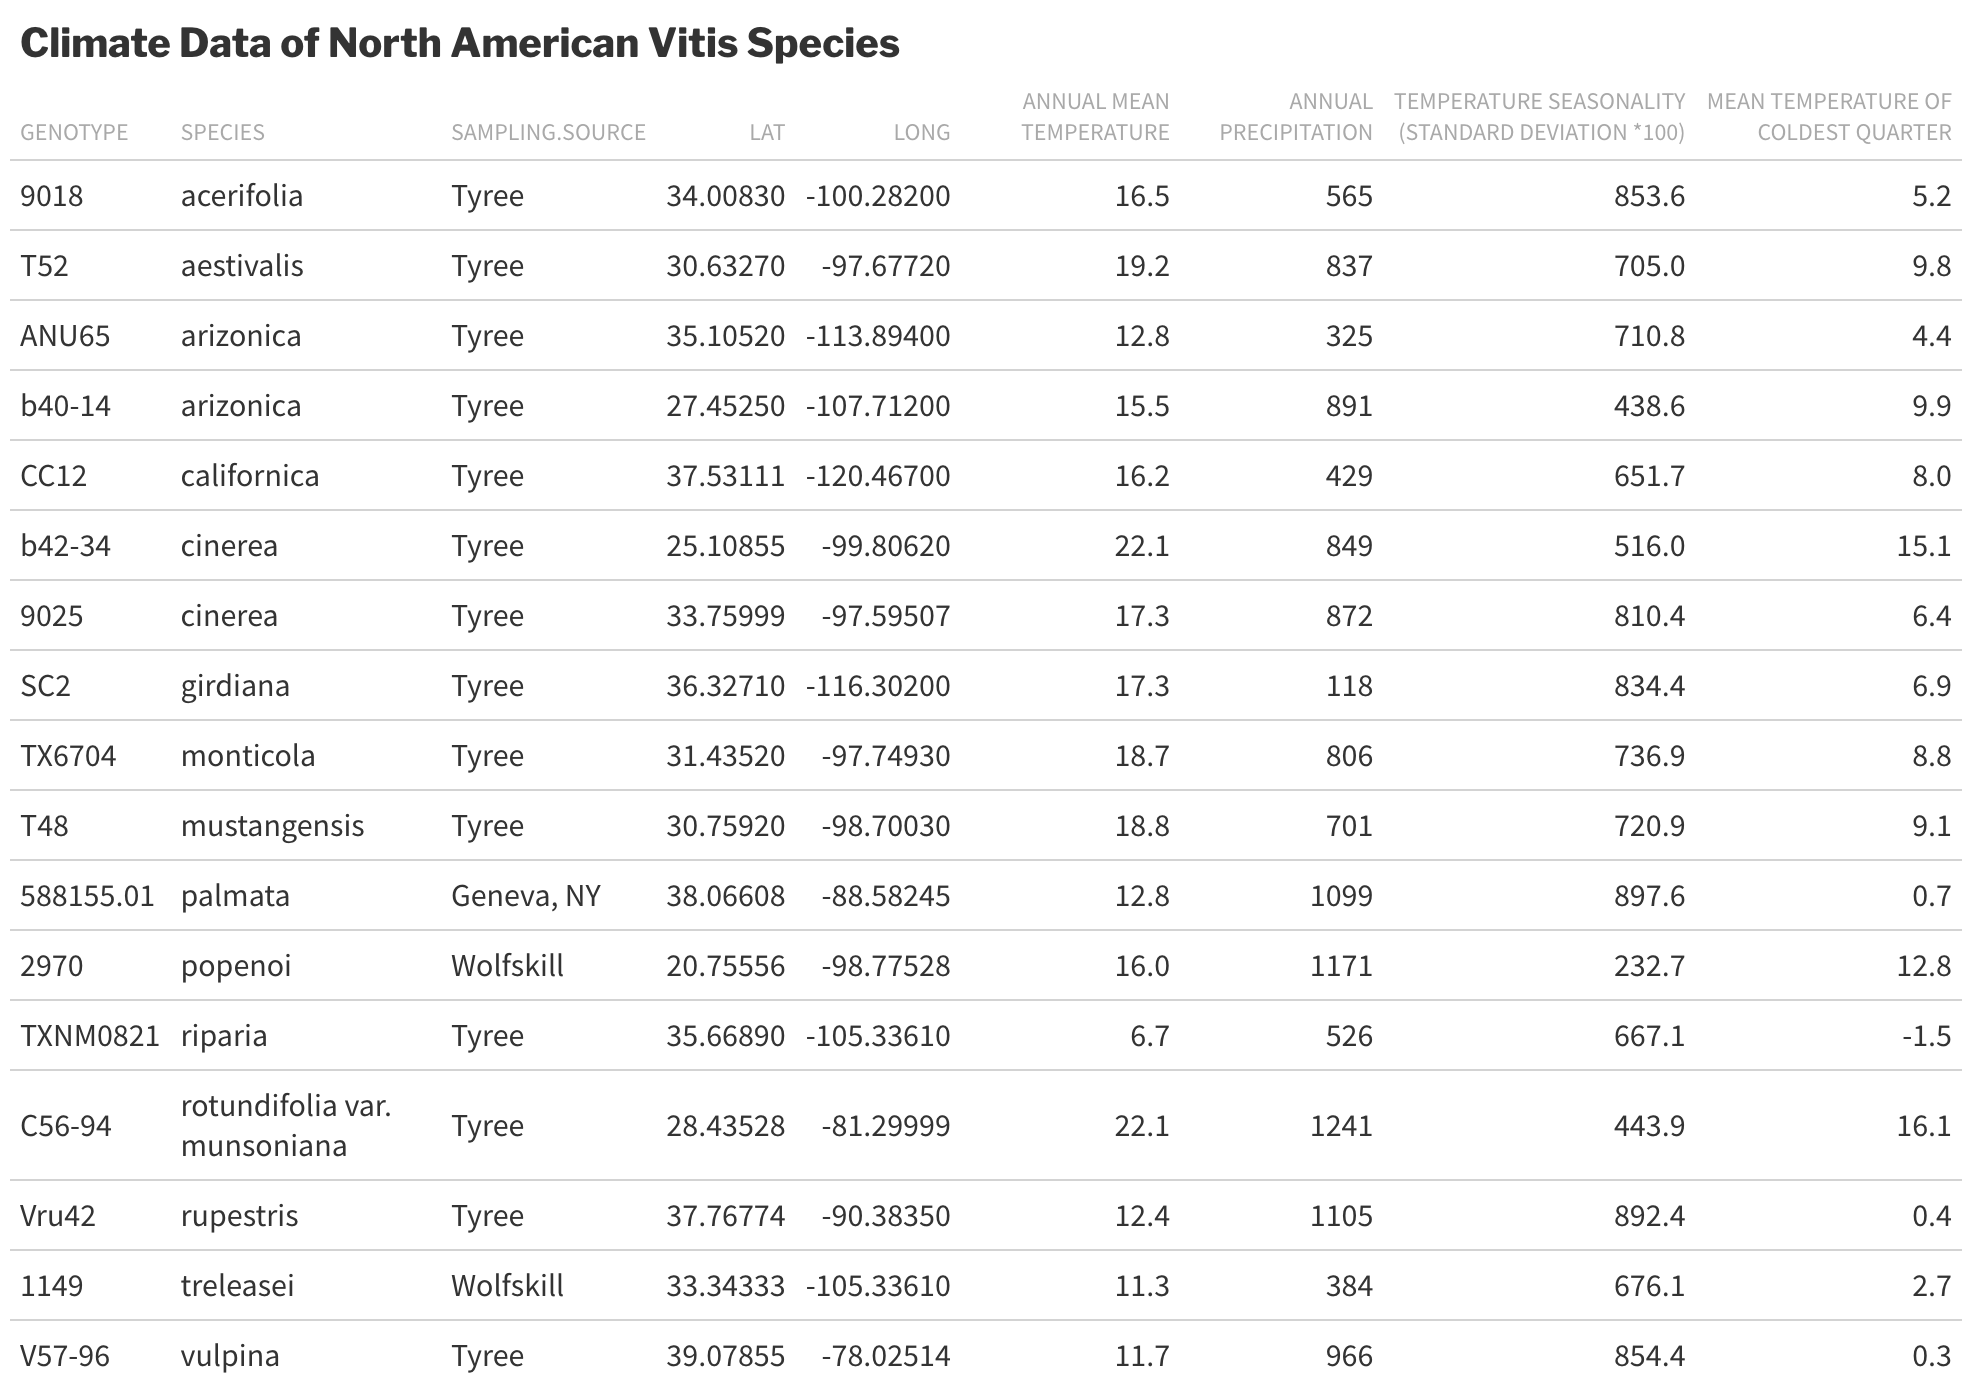 Climate Data of North American Vitis Species
GENOTYPE SPECIES SAMPLING.SOURCE LAT LONG ANNUAL MEAN TEMPERATURE ANNUAL PRECIPITATION TEMPERATURE SEASONALITY (STANDARD DEVIATION *100) MEAN TEMPERATURE OF COLDEST QUARTER
9018 acerifolia Tyree 34.00830 -100.28200 16.5 565 853.6 5.2
T52 aestivalis Tyree 30.63270 -97.67720 19.2 837 705.0 9.8
ANU65 arizonica Tyree 35.10520 -113.89400 12.8 325 710.8 4.4
b40-14 arizonica Tyree 27.45250 -107.71200 15.5 891 438.6 9.9
CC12 californica Tyree 37.53111 -120.46700 16.2 429 651.7 8.0
b42-34 cinerea Tyree 25.10855 -99.80620 22.1 849 516.0 15.1
9025 cinerea Tyree 33.75999 -97.59507 17.3 872 810.4 6.4
SC2 girdiana Tyree 36.32710 -116.30200 17.3 118 834.4 6.9
TX6704 monticola Tyree 31.43520 -97.74930 18.7 806 736.9 8.8
T48 mustangensis Tyree 30.75920 -98.70030 18.8 701 720.9 9.1
588155.01 palmata Geneva, NY 38.06608 -88.58245 12.8 1099 897.6 0.7
2970 popenoi Wolfskill 20.75556 -98.77528 16.0 1171 232.7 12.8
TXNM0821 riparia Tyree 35.66890 -105.33610 6.7 526 667.1 -1.5
C56-94 rotundifolia var. munsoniana Tyree 28.43528 -81.29999 22.1 1241 443.9 16.1
Vru42 rupestris Tyree 37.76774 -90.38350 12.4 1105 892.4 0.4
1149 treleasei Wolfskill 33.34333 -105.33610 11.3 384 676.1 2.7
V57-96 vulpina Tyree 39.07855 -78.02514 11.7 966 854.4 0.3